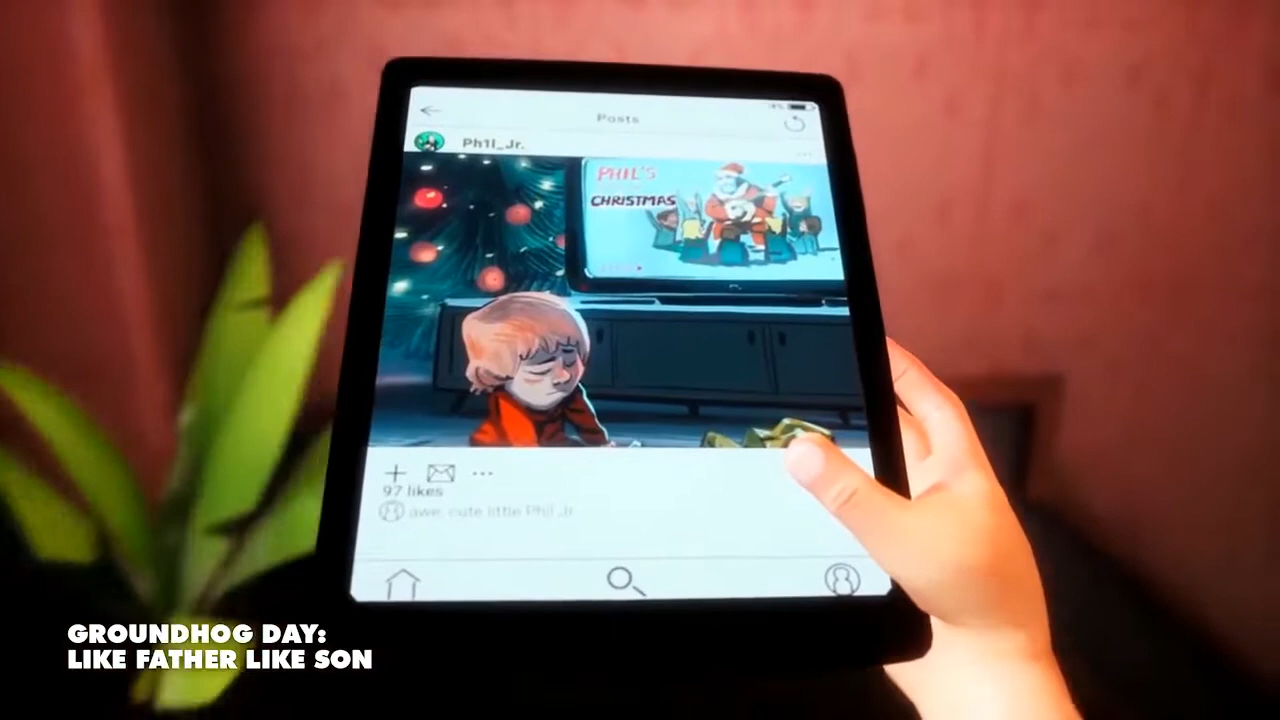 Posts
Ph1l_Jr.
PHIL'S
CHRISTMAS
97 likes
awe, cute little Phil Jr
GROUNDHOG DAY:
LIKE FATHER LIKE SON